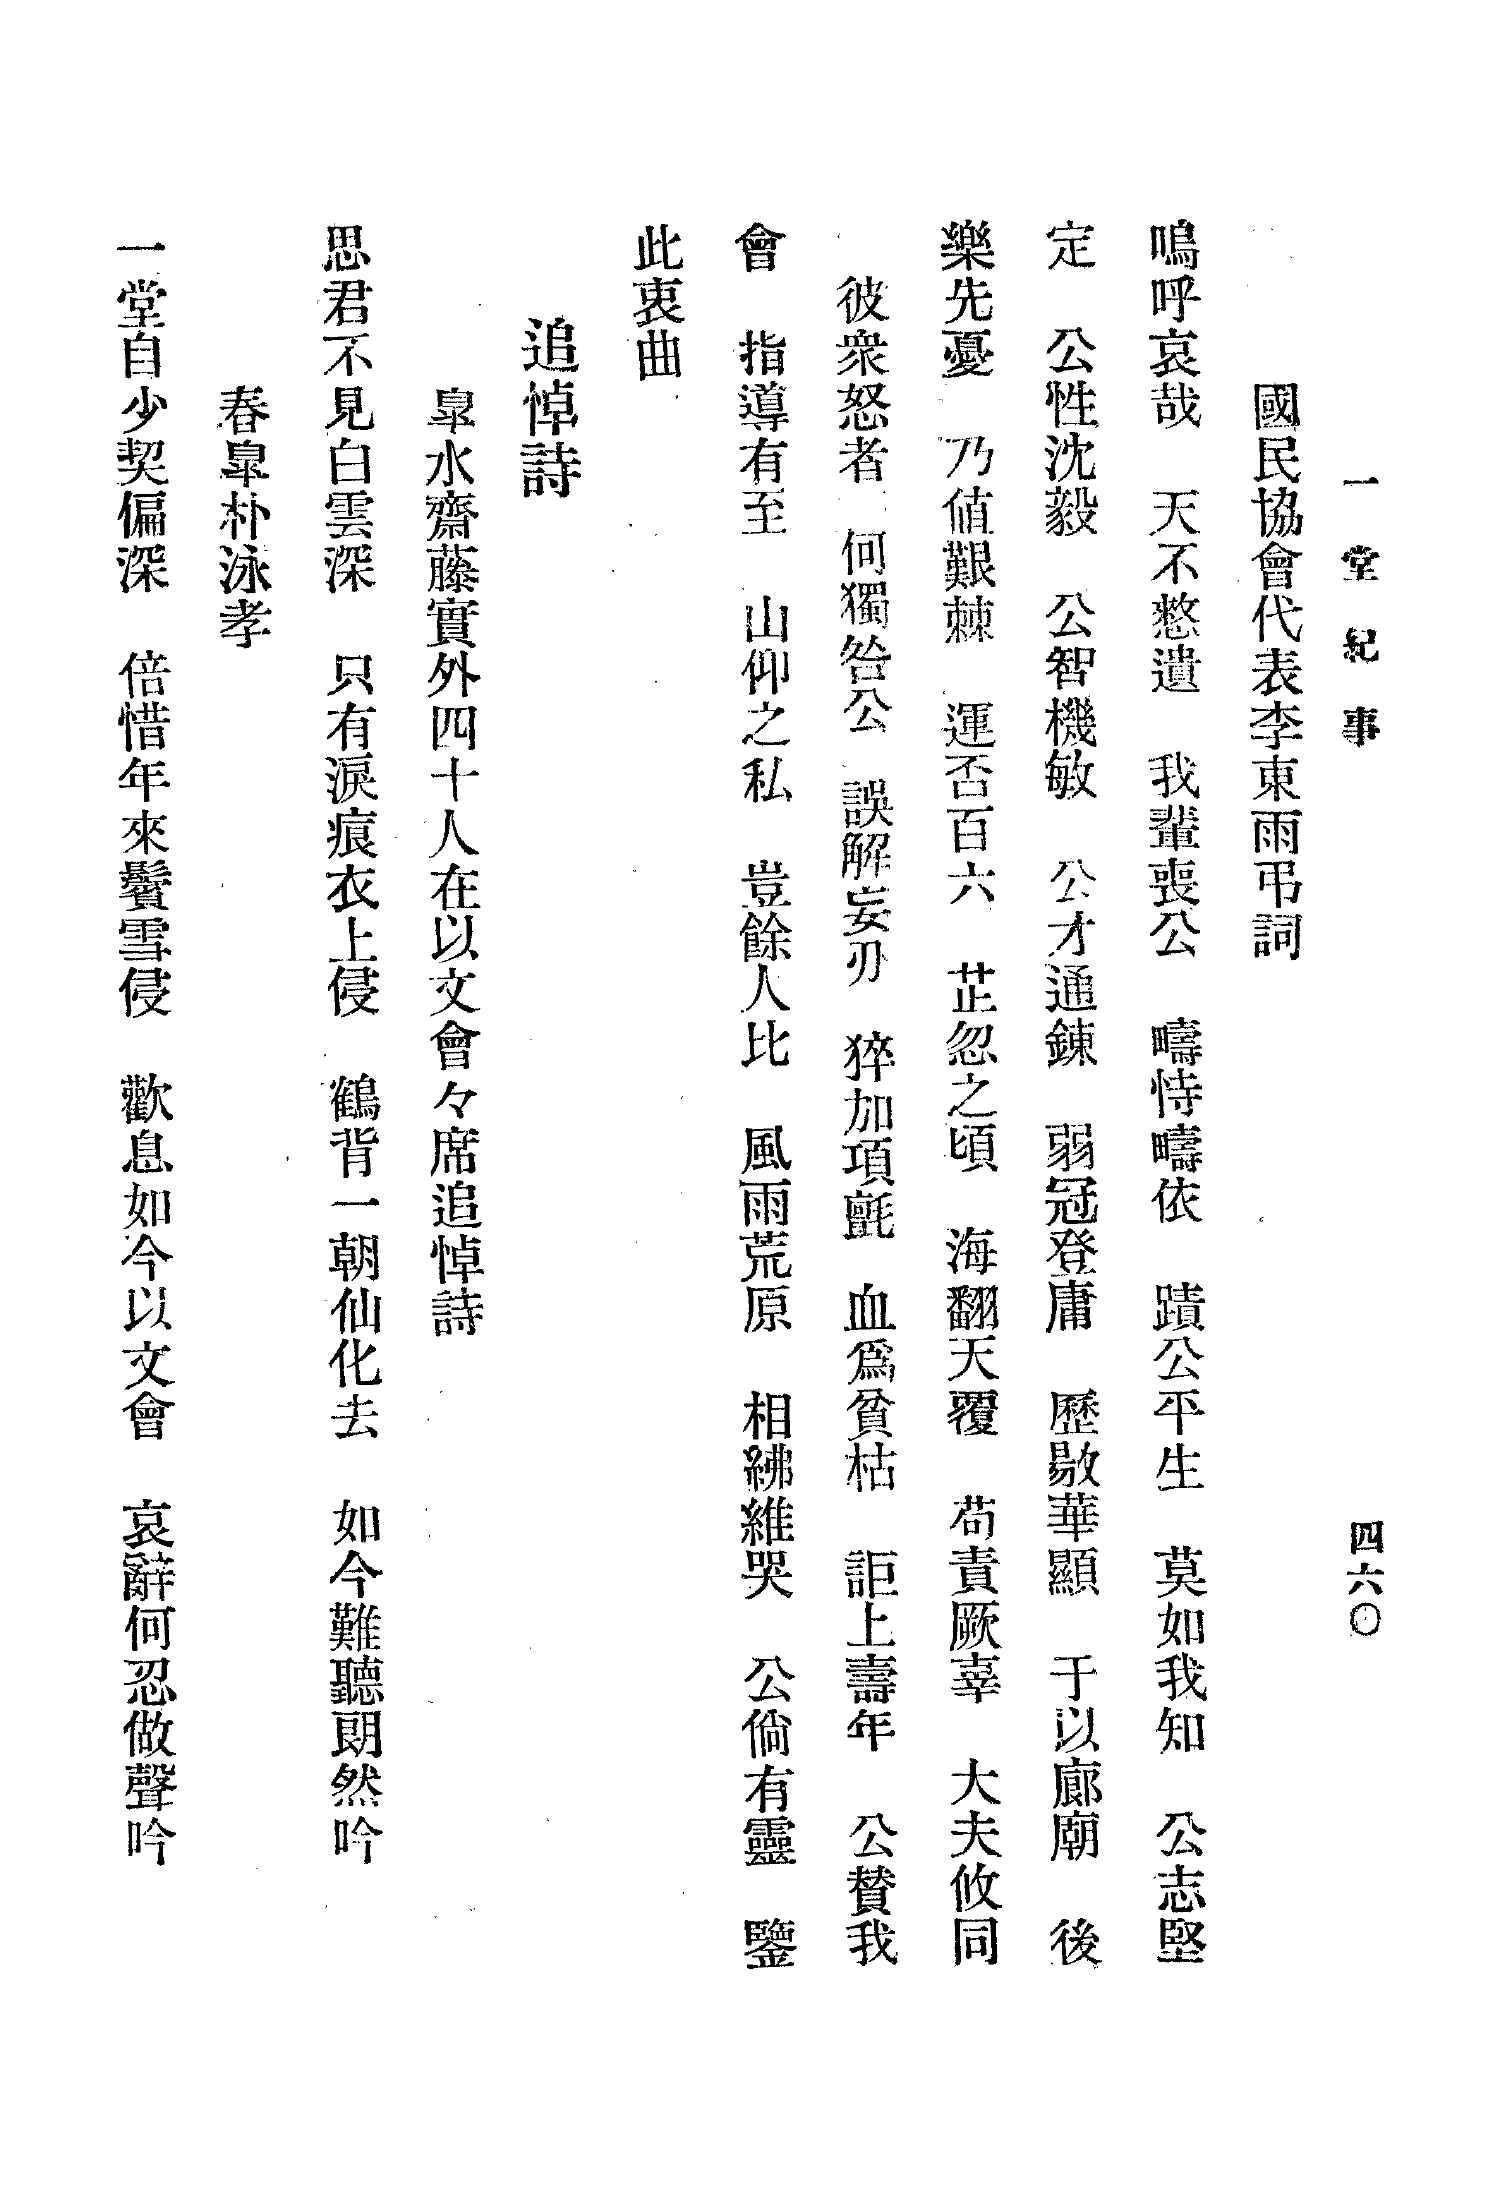 一堂紀事
四六〇
國民協會代表李東雨弔詞
嗚呼哀哉　天不憖遺　我輩喪公　疇恃疇依　蹟公平生　莫如我知　公志堅
定　公性沈毅　公智機敏　公才通鍊　弱冠登庸　歷敭華顯　于以廊廟　後
樂先憂　乃値艱棘　運否百六　芷忽之頃　海翻天覆　苟責厥辜　大夫攸同
彼衆怒者　何獨咎公　誤解妄刃　猝加項氈　血爲貧枯　詎上壽年　公賛我
會　指導有至　山仰之私　豈餘人比　風雨荒原　相紼維哭　公倘有靈　鑒
此衷曲
追悼詩
皐水齋藤實外四十人在以文會々席追悼詩
思君不見白雲深　只有淚痕衣上侵　鶴背一朝仙化去　如今難聽朗然吟
春皐朴泳孝
一堂自少契偏深　倍惜年來鬢雪侵　歡息如今以文會　哀辭何忍做聲吟